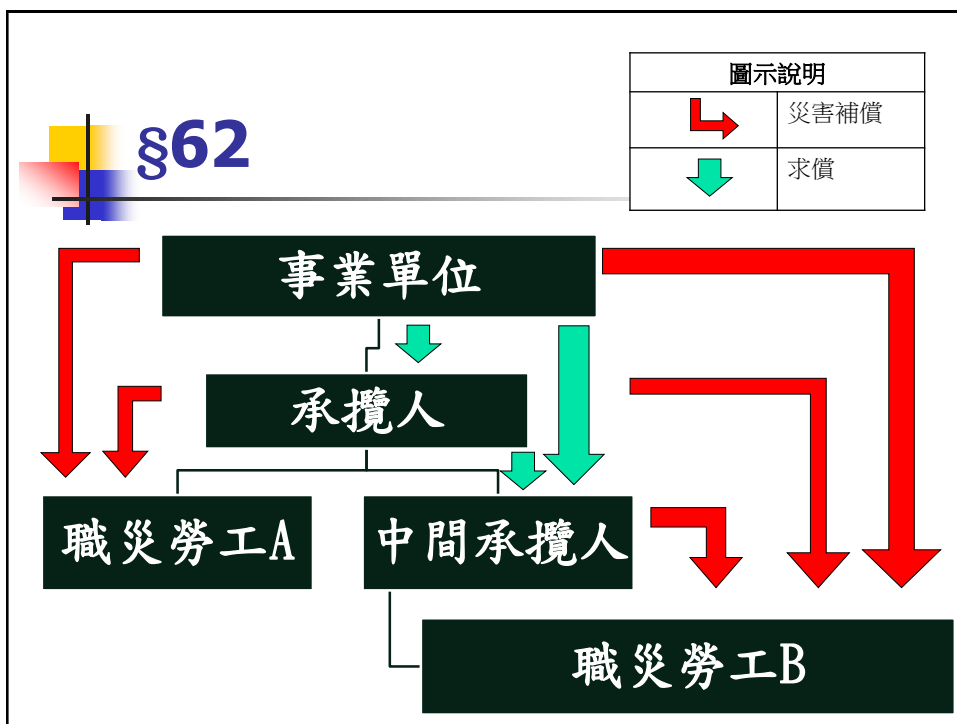 §62
圖示說明
災害補償
求償
事業單位
承攬人
職災勞工A
中間承攬人
職災勞工B